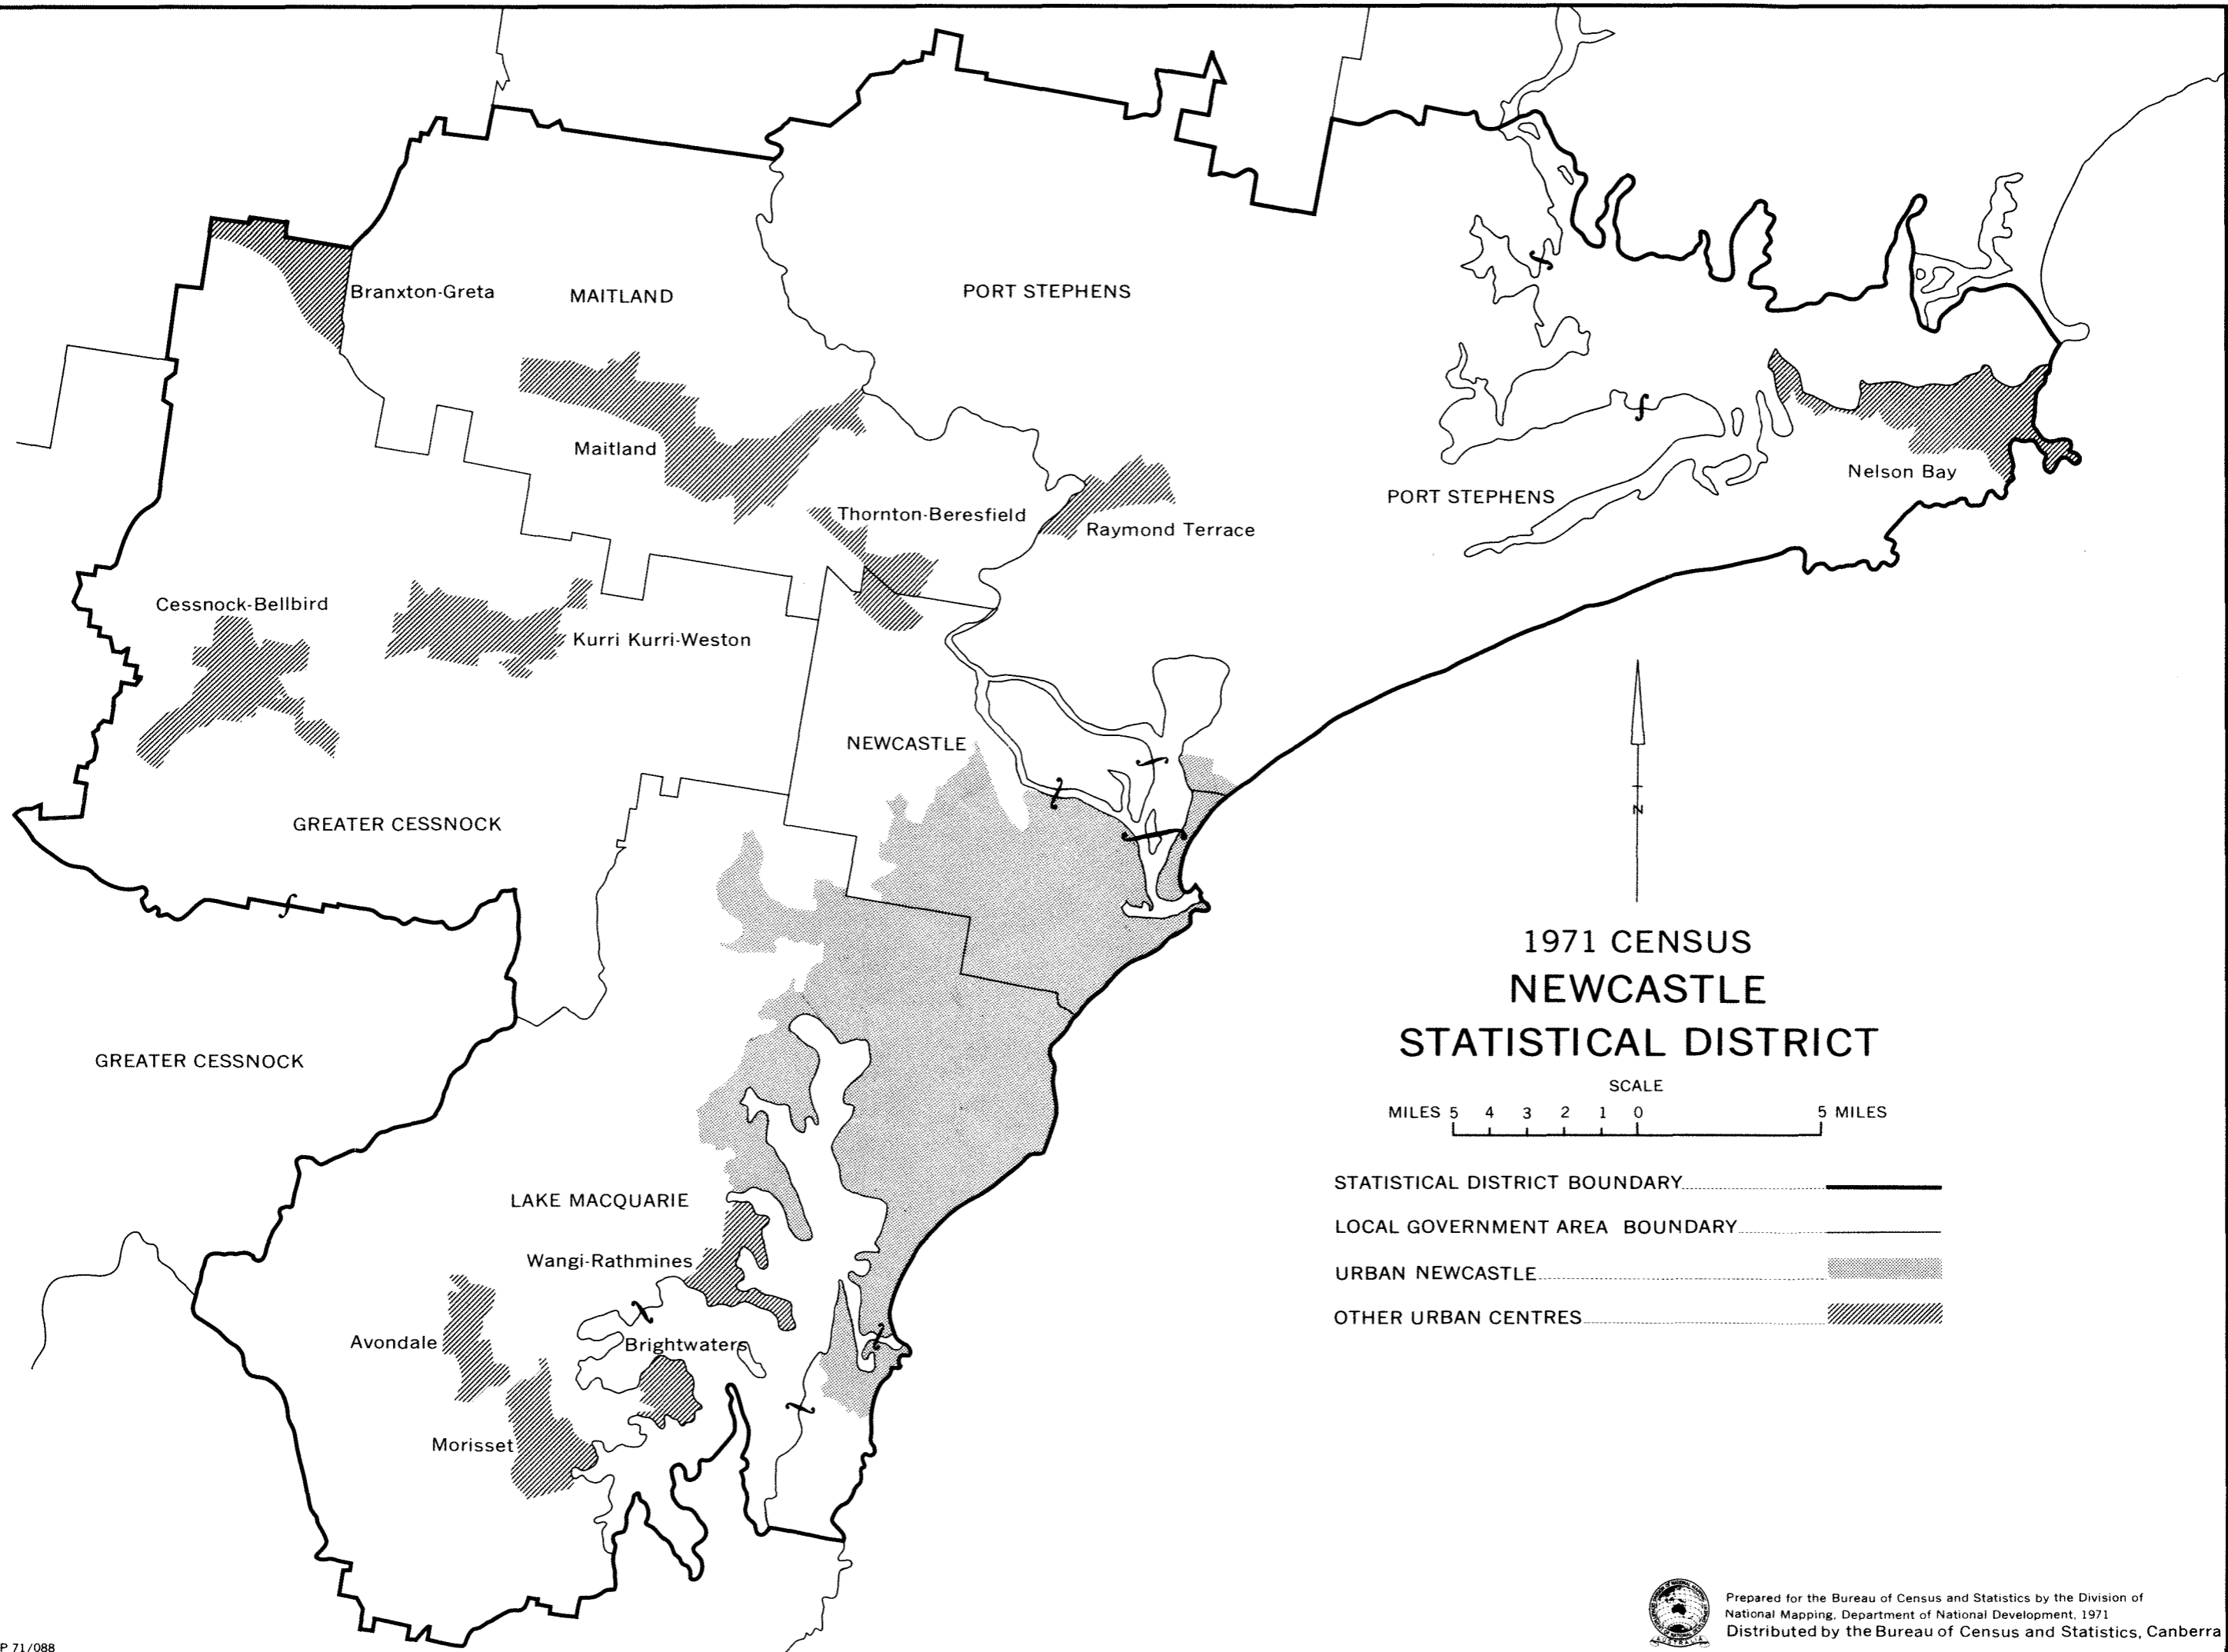 Branxton-Greta
MAITLAND
PORT STEPHENS
Maitland
Thornton-Beresfield
Raymond Terrace
PORT STEPHENS
Nelson Bay
Cessnock-Bellbird
Kurri Kurri-Weston
NEWCASTLE
GREATER CESSNOCK
N
1971 CENSUS
NEWCASTLE
STATISTICAL DISTRICT
GREATER CESSNOCK
SCALE
MILES 5 4 3 2 1 0 5 MILES
STATISTICAL DISTRICT BOUNDARY
LOCAL GOVERNMENT AREA BOUNDARY
URBAN NEWCASTLE
OTHER URBAN CENTRES
LAKE MACQUARIE
Wangi-Rathmines
Avondale
Brightwaters
Morisset
Prepared for the Bureau of Census and Statistics by the Division of
National Mapping, Department of National Development, 1971
Distributed by the Bureau of Census and Statistics, Canberra
P 71/088